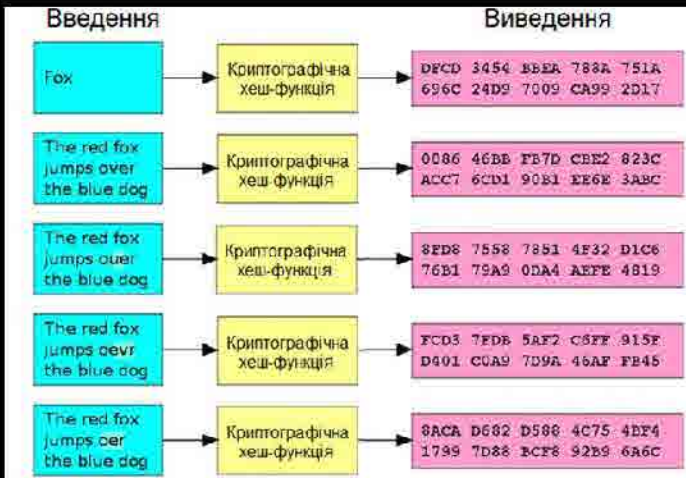 Введення
Виведення
Fox
Криптографічна
хеш-функція
DFCD 3454 BBEA 788A 751A
696C 24D9 7009 CA99 2D17
The red fox
jumps over
the blue dog
Криптографічна
хеш-функція
0086 46BB FB7D CBE2 823C
ACC7 6CD1 90B1 EE6E 3ABC
The red fox
jumps ouer
the blue dog
Криптографічна
хеш-функція
8FD8 7558 7851 4F32 D1C6
76B1 79A9 0DA4 AEFE 4819
The red fox
jumps oevr
the blue dog
Криптографічна
хеш-функція
FCD3 7FDB 5AF2 C6FF 915F
D401 C0A9 7D9A 46AF FB45
The red fox
jumps oer
the blue dog
Криптографічна
хеш-функція
8ACA D682 D588 4C75 4BF4
1799 7D88 BCF8 92B9 6A6C